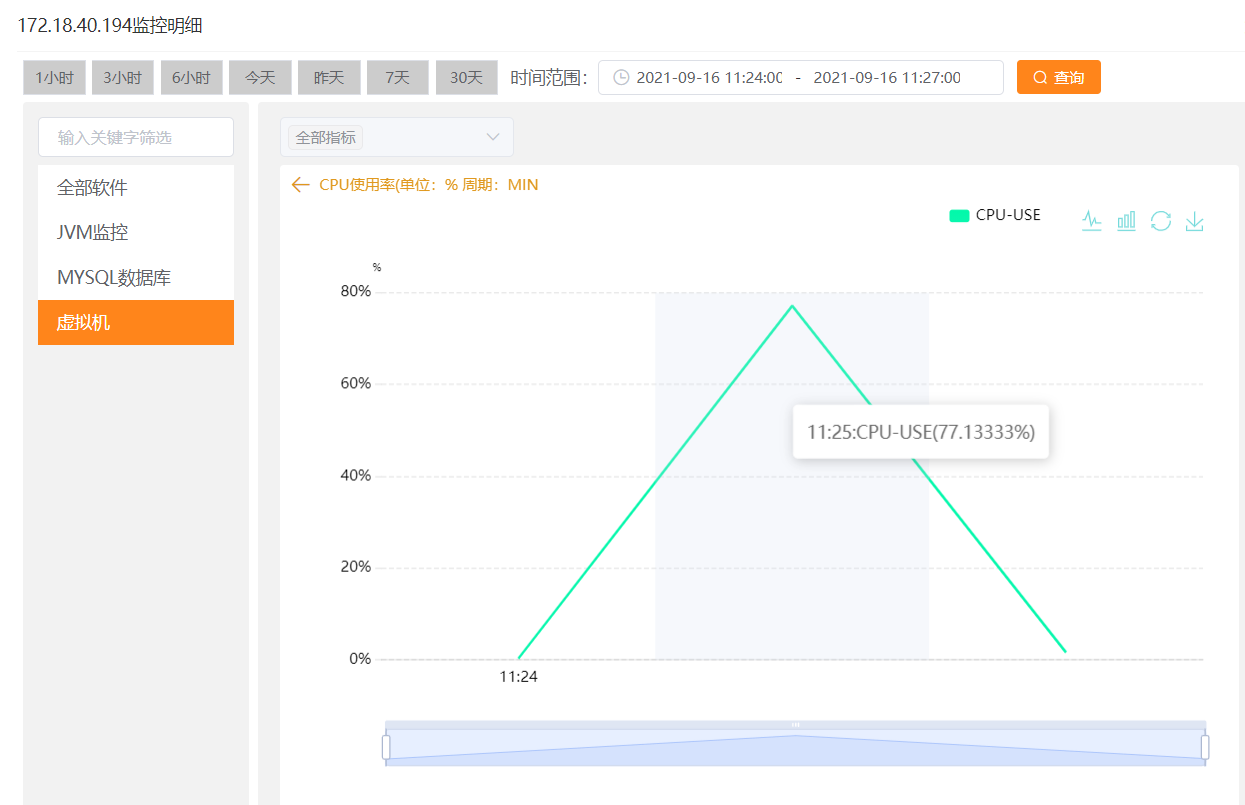 172.18.40.194监控明细
1小时 3小时 6小时 今天 昨天 7天 30天 时间范围： 2021-09-16 11:24:00 - 2021-09-16 11:27:00 查询
输入关键字筛选
全部软件
JVM监控
MYSQL数据库
虚拟机
全部指标
CPU使用率(单位：% 周期：MIN
CPU-USE
%
80%
60%
11:25:CPU-USE(77.13333%)
40%
20%
0%
11:24